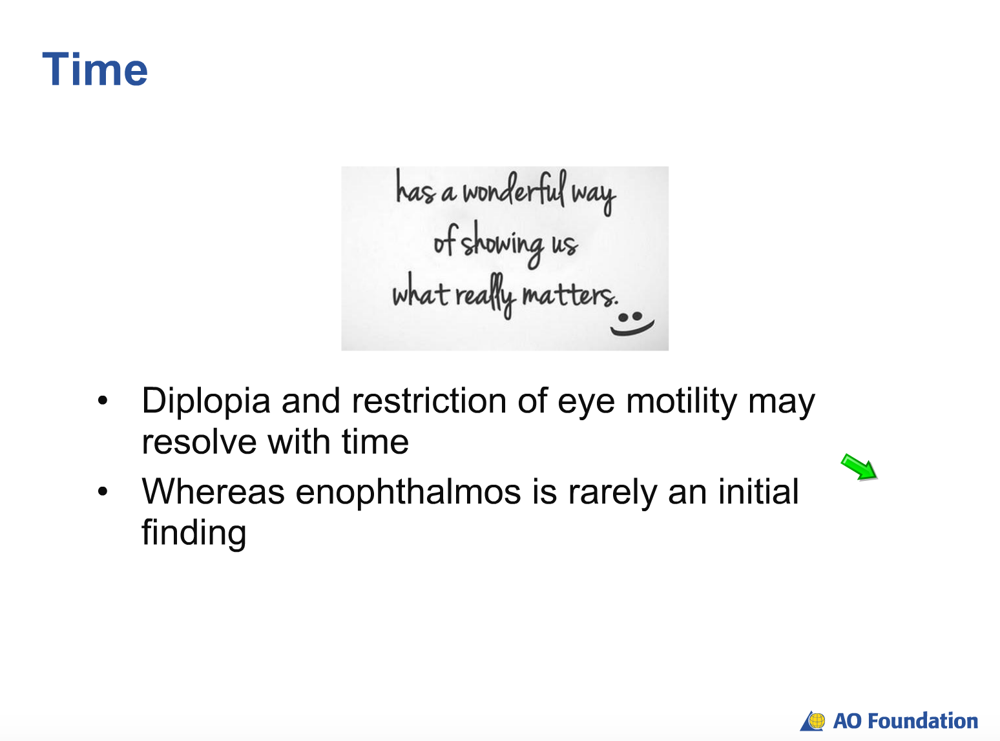 Time
has a wonderful way
of showing us
what really matters.
• Diplopia and restriction of eye motility may
resolve with time
• Whereas enophthalmos is rarely an initial
finding
AO Foundation